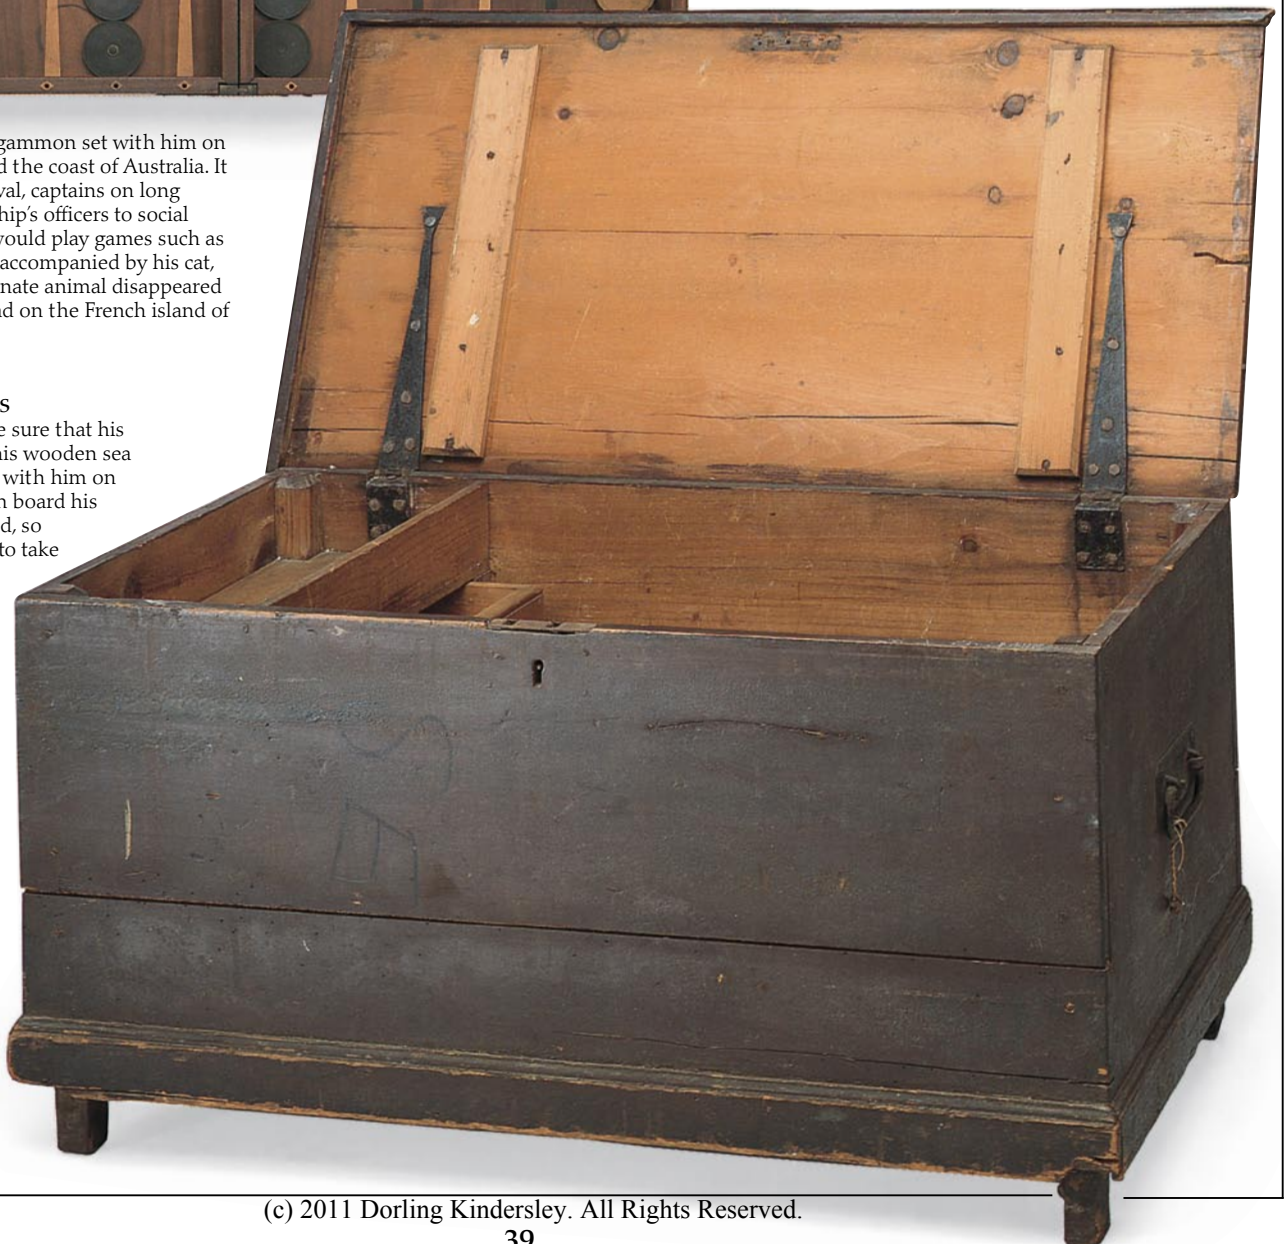 gammon set with him on
d the coast of Australia. It
val, captains on long
hip's officers to social
would play games such as
accompanied by his cat,
nate animal disappeared
d on the French island of
S
e sure that his
his wooden sea
with him on
n board his
d, so
to take
(c) 2011 Dorling Kindersley. All Rights Reserved.
39